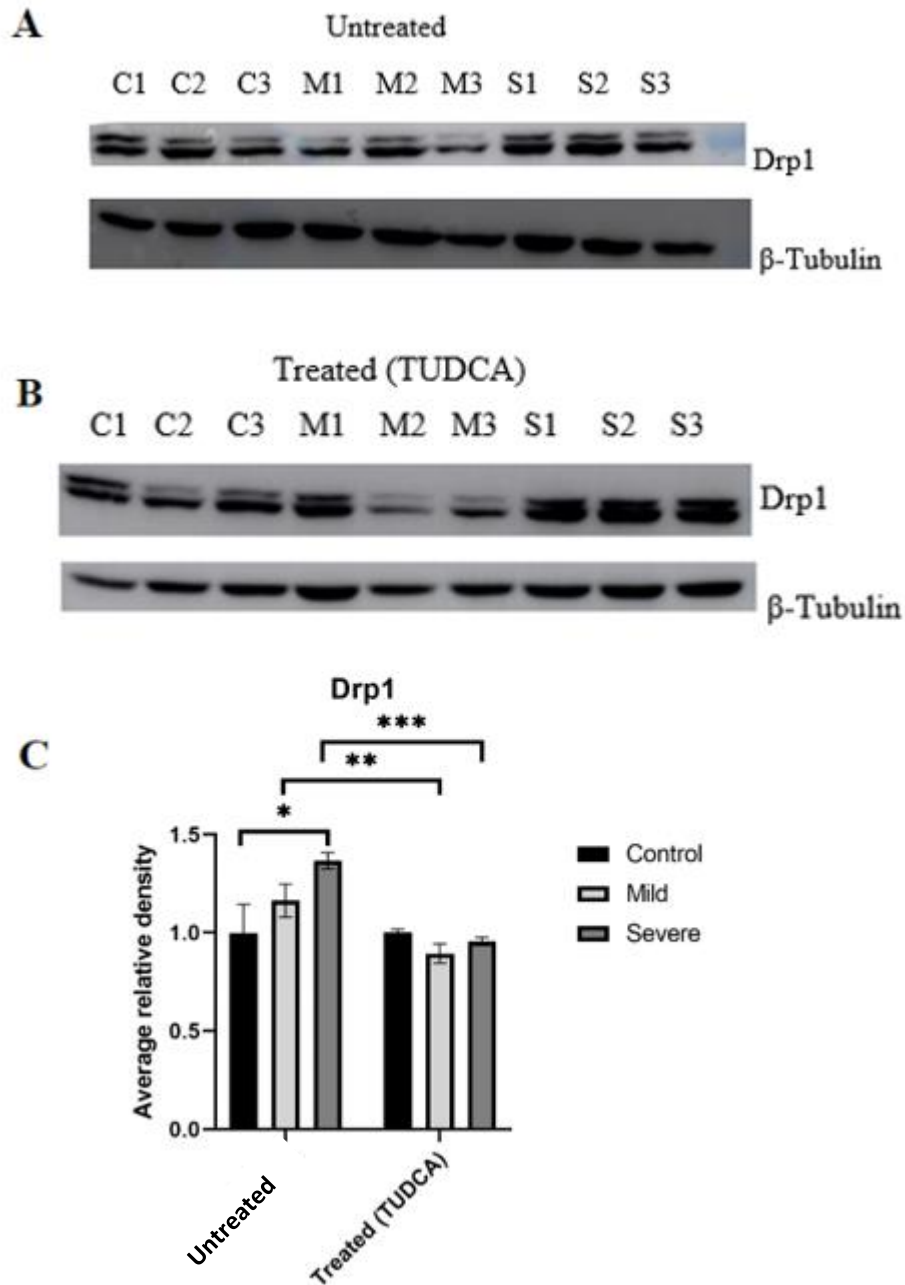 A
Untreated
C1 C2 C3 M1 M2 M3 S1 S2 S3
Drp1
β-Tubulin
B
Treated (TUDCA)
C1 C2 C3 M1 M2 M3 S1 S2 S3
Drp1
β-Tubulin
C
Drp1
***
**
*
Average relative density
1.5
1.0
0.5
0.0
Untreated
Treated (TUDCA)
Control
Mild
Severe